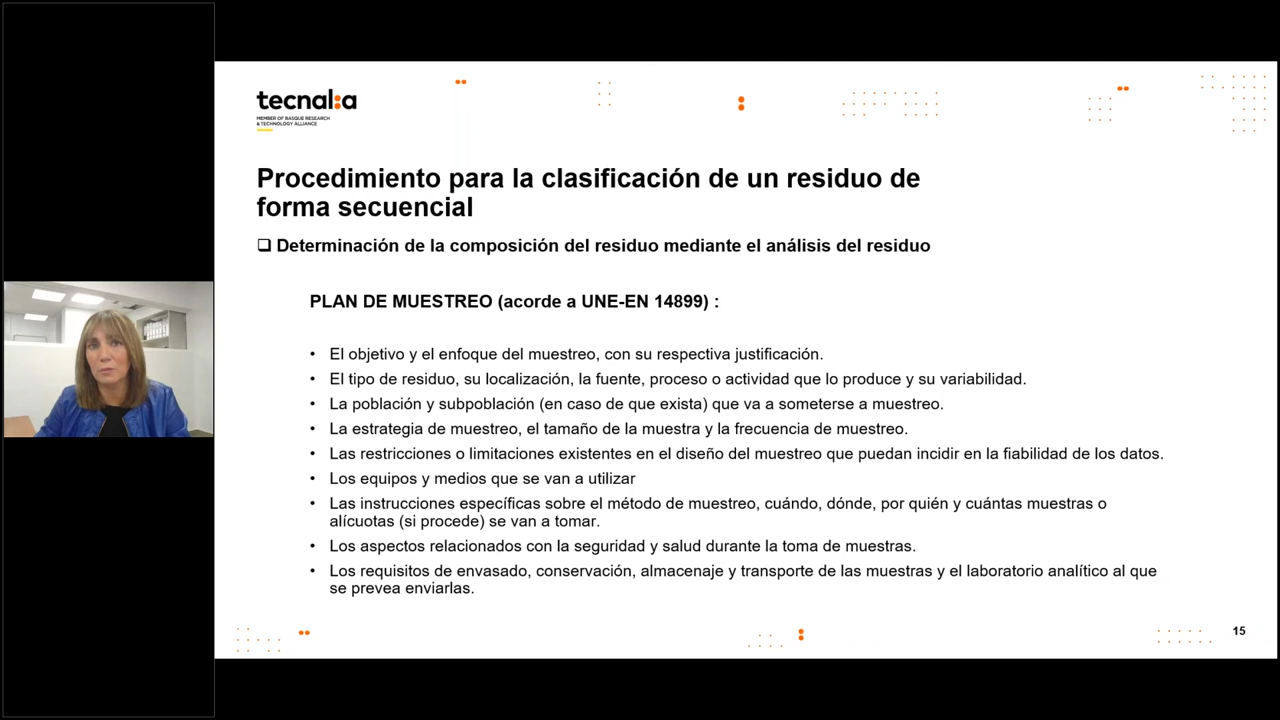 tecnal:a
MEMBER OF BASQUE RESEARCH
& TECHNOLOGY ALLIANCE
Procedimiento para la clasificación de un residuo de
forma secuencial
❑ Determinación de la composición del residuo mediante el análisis del residuo
PLAN DE MUESTREO (acorde a UNE-EN 14899) :
• El objetivo y el enfoque del muestreo, con su respectiva justificación.
• El tipo de residuo, su localización, la fuente, proceso o actividad que lo produce y su variabilidad.
• La población y subpoblación (en caso de que exista) que va a someterse a muestreo.
• La estrategia de muestreo, el tamaño de la muestra y la frecuencia de muestreo.
• Las restricciones o limitaciones existentes en el diseño del muestreo que puedan incidir en la fiabilidad de los datos.
• Los equipos y medios que se van a utilizar
• Las instrucciones específicas sobre el método de muestreo, cuándo, dónde, por quién y cuántas muestras o
alícuotas (si procede) se van a tomar.
• Los aspectos relacionados con la seguridad y salud durante la toma de muestras.
• Los requisitos de envasado, conservación, almacenaje y transporte de las muestras y el laboratorio analítico al que
se prevea enviarlas.
15